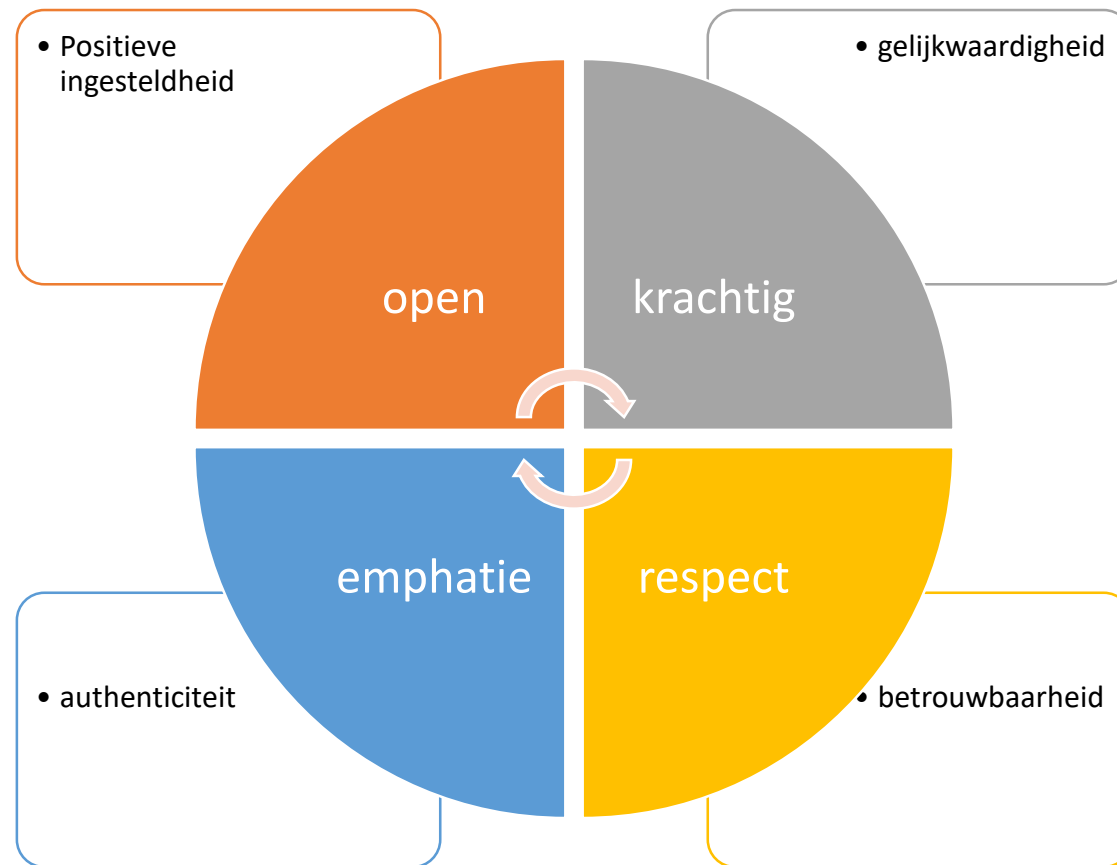 • Positieve
ingesteldheid
• gelijkwaardigheid
open
krachtig
emphatie
respect
• authenticiteit
• betrouwbaarheid